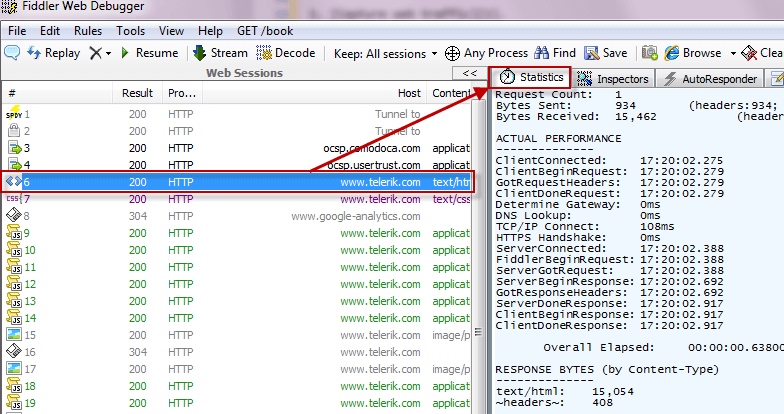 Fiddler Web Debugger
File Edit Rules Tools View Help GET /book
Replay Resume Stream Decode Keep: All sessions Any Process Find Save Browse Clea
Web Sessions <<
# Result Pro... Host Content
SPDY 1 200 HTTP Tunnel to
2 200 HTTP Tunnel to
3 200 HTTP ocsp.comodoca.com applicat
4 200 HTTP ocsp.usertrust.com applicat
6 200 HTTP www.telerik.com text/htm
CSS 7 200 HTTP www.telerik.com text/css
8 304 HTTP www.google-analytics.com
JS 9 200 HTTP www.telerik.com applicat
JS 10 200 HTTP www.telerik.com applicat
JS 11 200 HTTP www.telerik.com applicat
JS 12 200 HTTP www.telerik.com applicat
JS 13 200 HTTP www.telerik.com applicat
JS 14 200 HTTP www.telerik.com applicat
15 200 HTTP www.telerik.com image/p
16 304 HTTP www.telerik.com
17 200 HTTP www.telerik.com image/p
JS 18 200 HTTP www.telerik.com applicat
JS 19 200 HTTP www.telerik.com applicat
Statistics Inspectors AutoResponder
Request Count: 1
Bytes Sent: 934 (headers:934;
Bytes Received: 15,462 (heade
ACTUAL PERFORMANCE
--------------
ClientConnected: 17:20:02.275
ClientBeginRequest: 17:20:02.279
GotRequestHeaders: 17:20:02.279
ClientDoneRequest: 17:20:02.279
Determine Gateway: 0ms
DNS Lookup: 0ms
TCP/IP Connect: 108ms
HTTPS Handshake: 0ms
ServerConnected: 17:20:02.388
FiddlerBeginRequest: 17:20:02.388
ServerGotRequest: 17:20:02.388
ServerBeginResponse: 17:20:02.692
GotResponseHeaders: 17:20:02.692
ServerDoneResponse: 17:20:02.917
ClientBeginResponse: 17:20:02.917
ClientDoneResponse: 17:20:02.917
Overall Elapsed: 00:00:00.63800
RESPONSE BYTES (by Content-Type)
--------------
text/html: 15,054
~headers~: 408